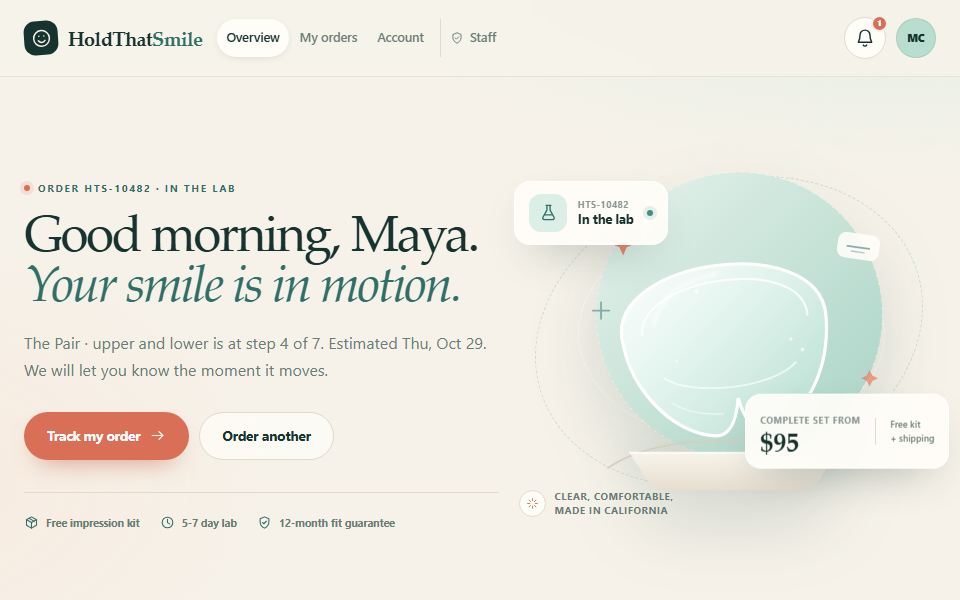 HoldThatSmile
Overview
My orders
Account
Staff
1
MC
ORDER HTS-10482 · IN THE LAB
Good morning, Maya.
Your smile is in motion.
The Pair · upper and lower is at step 4 of 7. Estimated Thu, Oct 29.
We will let you know the moment it moves.
Track my order
Order another
Free impression kit
5-7 day lab
12-month fit guarantee
HTS-10482
In the lab
COMPLETE SET FROM
$95
Free kit
+ shipping
CLEAR, COMFORTABLE,
MADE IN CALIFORNIA